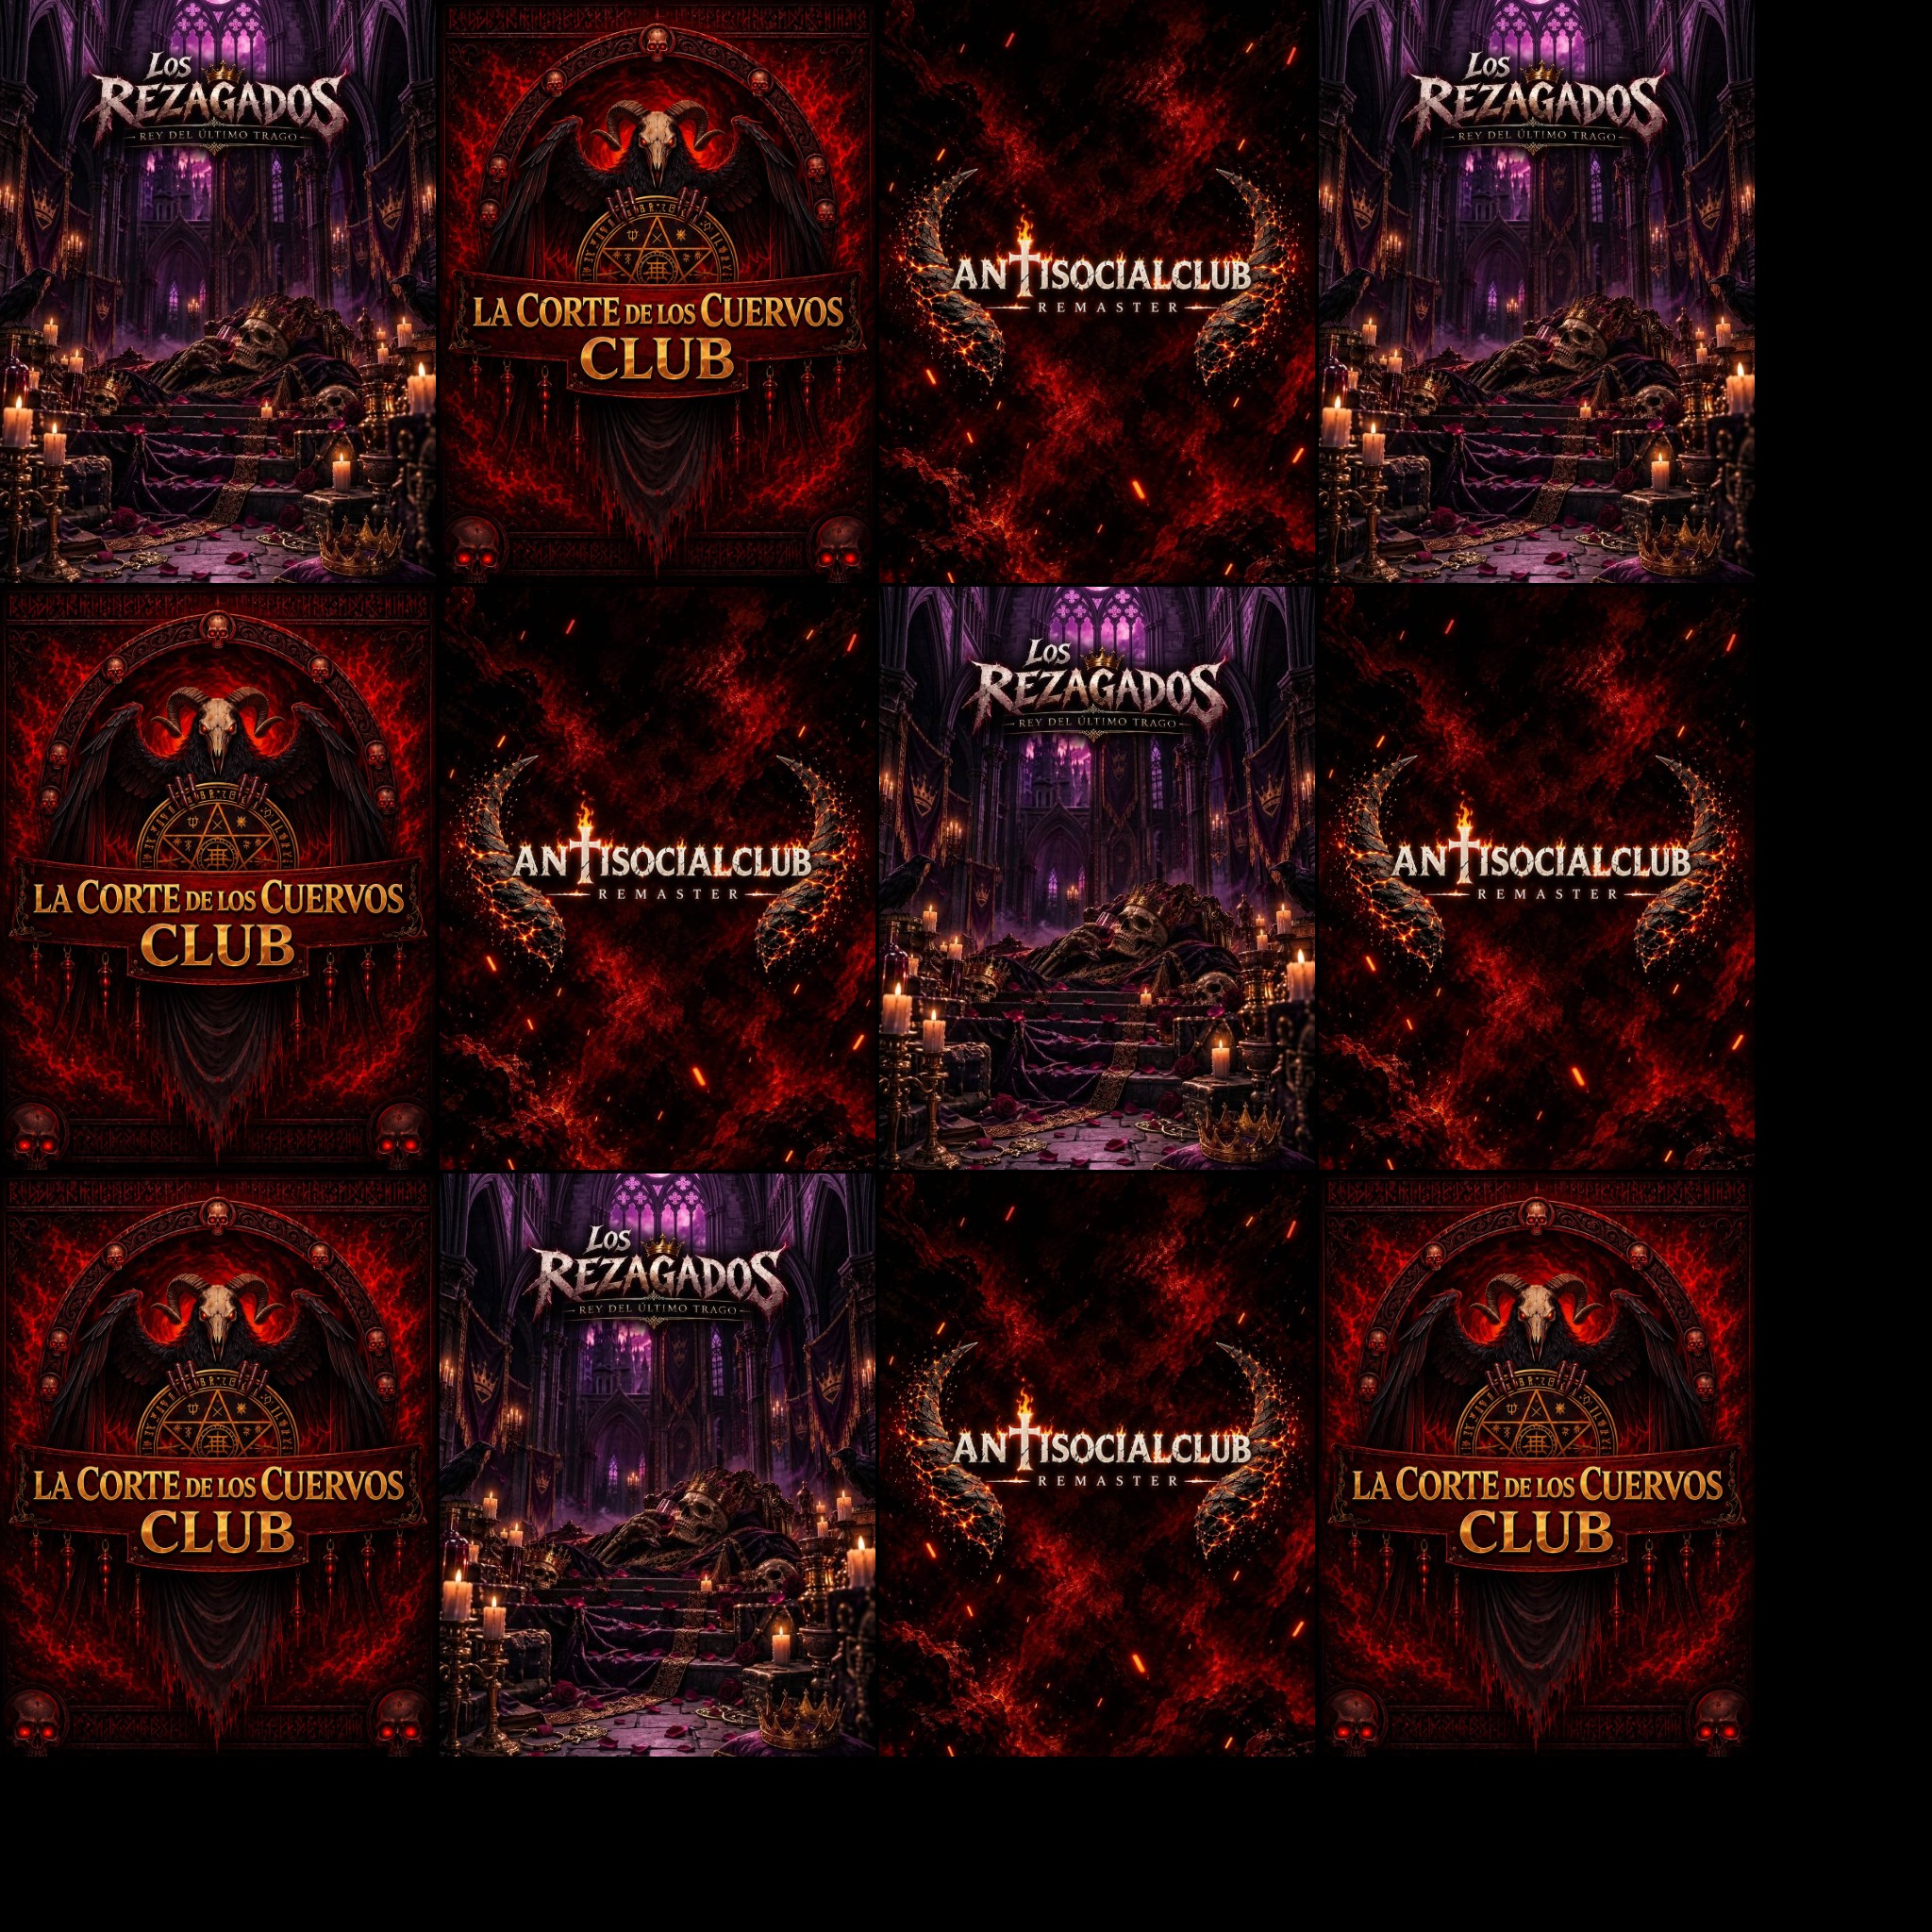 LOS
REZAGADOS
REY DEL ÚLTIMO TRAGO
LA CORTE DE LOS CUERVOS
CLUB
ANTISOCIALCLUB
REMASTER
LOS
REZAGADOS
REY DEL ÚLTIMO TRAGO
LA CORTE DE LOS CUERVOS
CLUB
ANTISOCIALCLUB
REMASTER
LOS
REZAGADOS
REY DEL ÚLTIMO TRAGO
ANTISOCIALCLUB
REMASTER
LA CORTE DE LOS CUERVOS
CLUB
LOS
REZAGADOS
REY DEL ÚLTIMO TRAGO
ANTISOCIALCLUB
REMASTER
LA CORTE DE LOS CUERVOS
CLUB